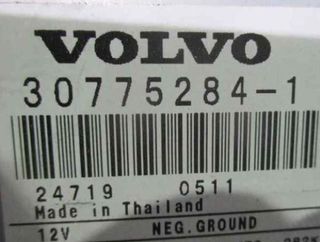 VOLVO
30775284-1
24719 0511
Made in Thailand
12V NEG.GROUND